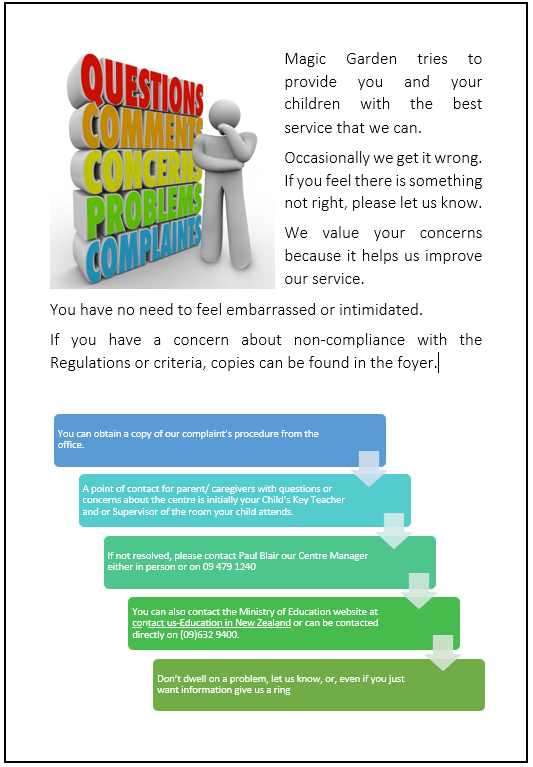 QUESTIONS
COMMENTS
CONCERNS
PROBLEMS
COMPLAINTS
Magic Garden tries to
provide you and your
children with the best
service that we can.
Occasionally we get it wrong.
If you feel there is something
not right, please let us know.
We value your concerns
because it helps us improve
our service.
You have no need to feel embarrassed or intimidated.
If you have a concern about non-compliance with the
Regulations or criteria, copies can be found in the foyer.
You can obtain a copy of our complaint's procedure from the
office.
A point of contact for parent/ caregivers with questions or
concerns about the centre is initially your Child's Key Teacher
and or Supervisor of the room your child attends.
If not resolved, please contact Paul Blair our Centre Manager
either in person or on 09 479 1240
You can also contact the Ministry of Education website at
contact us-Education in New Zealand or can be contacted
directly on (09)632 9400.
Don't dwell on a problem, let us know, or, even if you just
want information give us a ring